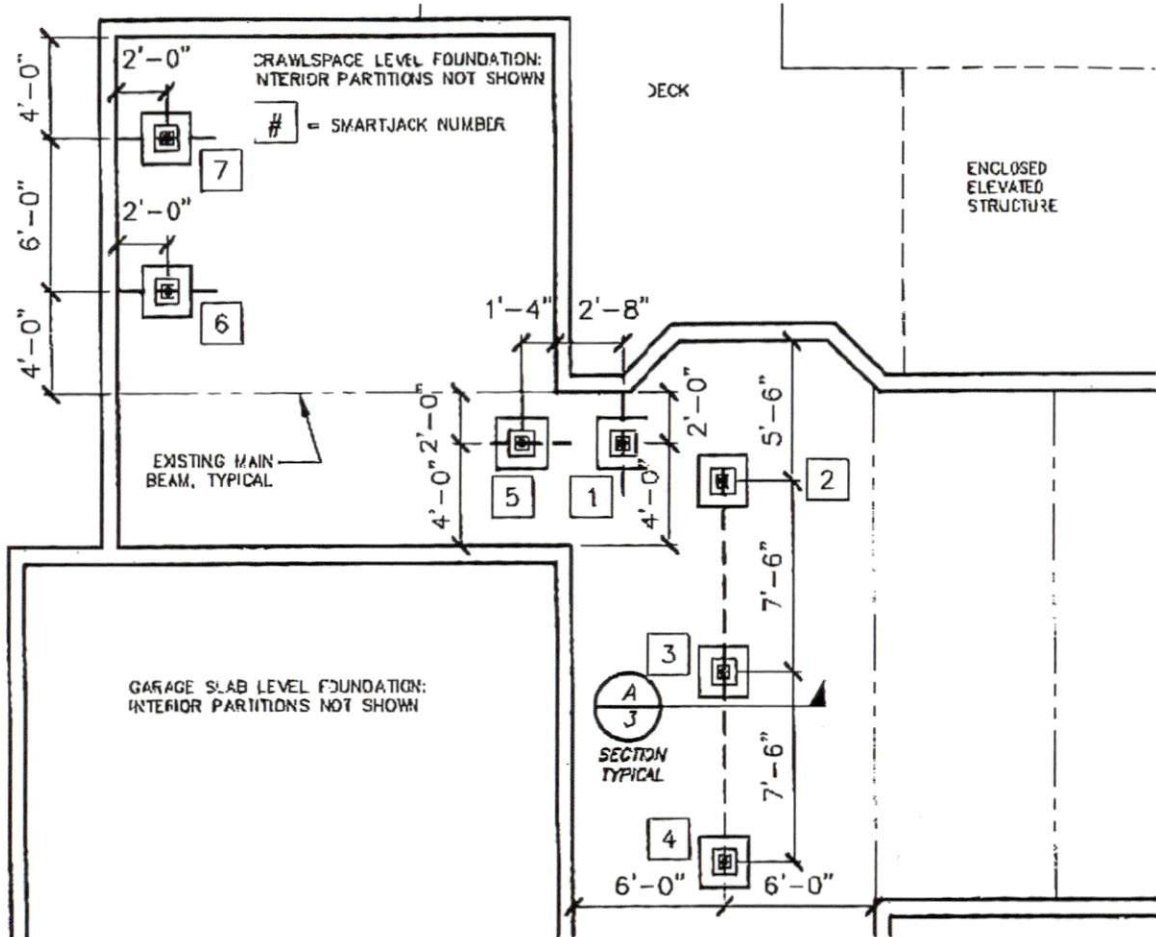 2'-0"
CRAWLSPACE LEVEL FOUNDATION:
INTERIOR PARTITIONS NOT SHOWN
# = SMARTJACK NUMBER
4'-0"
7
6'-0"
2'-0"
6
4'-0"
DECK
ENCLOSED
ELEVATED
STRUCTURE
1'-4"
2'-8"
EXISTING MAIN
BEAM, TYPICAL
2'-0"
4'-0"
5
1
2'-0"
4'-0"
5'-6"
2
7'-6"
3
A
3
SECTION
TYPICAL
7'-6"
4
6'-0"
6'-0"
GARAGE SLAB LEVEL FOUNDATION:
INTERIOR PARTITIONS NOT SHOWN